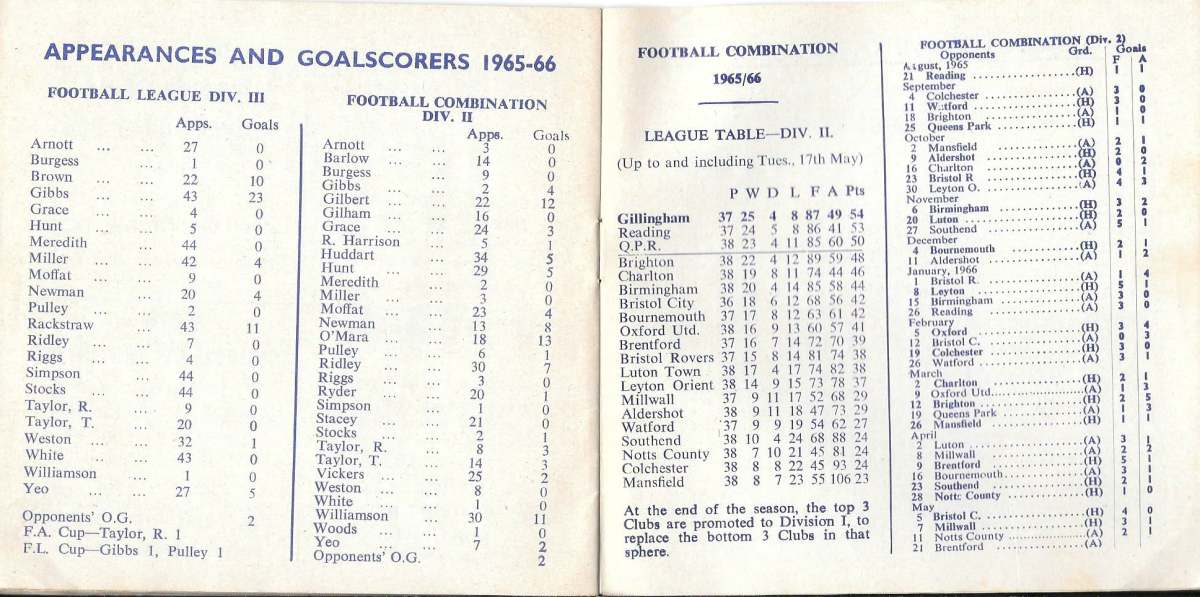 APPEARANCES AND GOALSCORERS 1965-66
FOOTBALL LEAGUE DIV. III
Apps. Goals
Arnott ... ... 27 0
Burgess ... 1 0
Brown ... ... 22 10
Gibbs ... ... 43 23
Grace ... ... 4 0
Hunt ... ... 5 0
Meredith ... 44 0
Miller ... ... 42 4
Moffat ... ... 9 0
Newman ... 20 4
Pulley ... ... 2 0
Rackstraw ... 43 11
Ridley ... ... 7 0
Riggs ... ... 4 0
Simpson ... 44 0
Stocks ... ... 44 0
Taylor, R. ... 9 0
Taylor, T. ... 20 0
Weston ... ... 32 1
White ... ... 43 0
Williamson ... 1 0
Yeo ... ... 27 5
Opponents' O.G. 2
F.A. Cup—Taylor, R. 1
F.L. Cup—Gibbs 1, Pulley 1
FOOTBALL COMBINATION
DIV. II
Apps. Goals
Arnott ... ... 3 0
Barlow ... ... 14 0
Burgess ... ... 9 0
Gibbs ... ... 2 4
Gilbert ... ... 22 12
Gilham ... ... 16 0
Grace ... ... 24 3
R. Harrison ... 5 1
Huddart ... ... 34 5
Hunt ... ... 29 5
Meredith ... ... 2 0
Miller ... ... 3 0
Moffat ... ... 23 4
Newman ... ... 13 8
O'Mara ... ... 18 13
Pulley ... ... 6 1
Ridley ... ... 30 7
Riggs ... ... 3 0
Ryder ... ... 20 1
Simpson ... ... 1 0
Stacey ... ... 21 0
Stocks ... ... 2 1
Taylor, R. ... ... 8 3
Taylor, T. ... ... 14 3
Vickers ... ... 25 2
Weston ... ... 8 0
White ... ... 1 0
Williamson ... 30 11
Woods ... ... 1 0
Yeo ... ... 7 2
Opponents' O.G. 2
FOOTBALL COMBINATION
1965/66
LEAGUE TABLE—DIV. II.
(Up to and including Tues., 17th May)
P W D L F A Pts
Gillingham 37 25 4 8 87 49 54
Reading 37 24 5 8 86 41 53
Q.P.R. 38 23 4 11 85 60 50
Brighton 38 22 4 12 89 59 48
Charlton 38 19 8 11 74 44 46
Birmingham 38 20 4 14 85 58 44
Bristol City 36 18 6 12 68 56 42
Bournemouth 37 17 8 12 63 61 42
Oxford Utd. 38 16 9 13 60 57 41
Brentford 37 16 7 14 72 70 39
Bristol Rovers 37 15 8 14 81 74 38
Luton Town 38 17 4 17 74 82 38
Leyton Orient 38 14 9 15 73 78 37
Millwall 37 9 11 17 52 68 29
Aldershot 38 9 11 18 47 73 29
Watford 37 9 9 19 54 62 27
Southend 38 10 4 24 68 88 24
Notts County 38 7 10 21 45 81 24
Colchester 38 8 8 22 45 93 24
Mansfield 38 8 7 23 55 106 23
At the end of the season, the top 3
Clubs are promoted to Division I, to
replace the bottom 3 Clubs in that
sphere.
FOOTBALL COMBINATION (Div. 2)
Opponents Grd. Goals
F A
August, 1965
21 Reading (H) 1 1
September
4 Colchester (A) 3 0
11 Watford (H) 3 0
18 Brighton (A) 1 0
25 Queens Park (H) 1 1
October
2 Mansfield (A) 2 1
9 Aldershot (H) 2 0
16 Charlton (A) 0 2
23 Bristol R (H) 4 1
30 Leyton O. (A) 4 3
November
6 Birmingham (H) 3 2
20 Luton (H) 2 0
27 Southend (A) 5 1
December
4 Bournemouth (H) 2 1
11 Aldershot (A) 1 2
January, 1966
1 Bristol R. (A) 1 4
8 Leyton (H) 5 1
15 Birmingham (A) 3 0
26 Reading (A) 3 0
February
5 Oxford (H) 3 4
12 Bristol C. (A) 0 3
19 Colchester (H) 3 0
26 Watford (A) 3 1
March
2 Charlton (H) 2 1
9 Oxford Utd. (A) 1 3
12 Brighton (H) 2 5
19 Queens Park (A) 1 3
26 Mansfield (H) 1 1
April
2 Luton (A) 3 1
8 Millwall (A) 2 2
9 Brentford (H) 5 1
16 Bournemouth (A) 3 1
23 Southend (H) 2 1
28 Notts County (H) 1 0
May
5 Bristol C. (H) 4 0
7 Millwall (H) 3 1
11 Notts County (A) 2 1
21 Brentford (A)